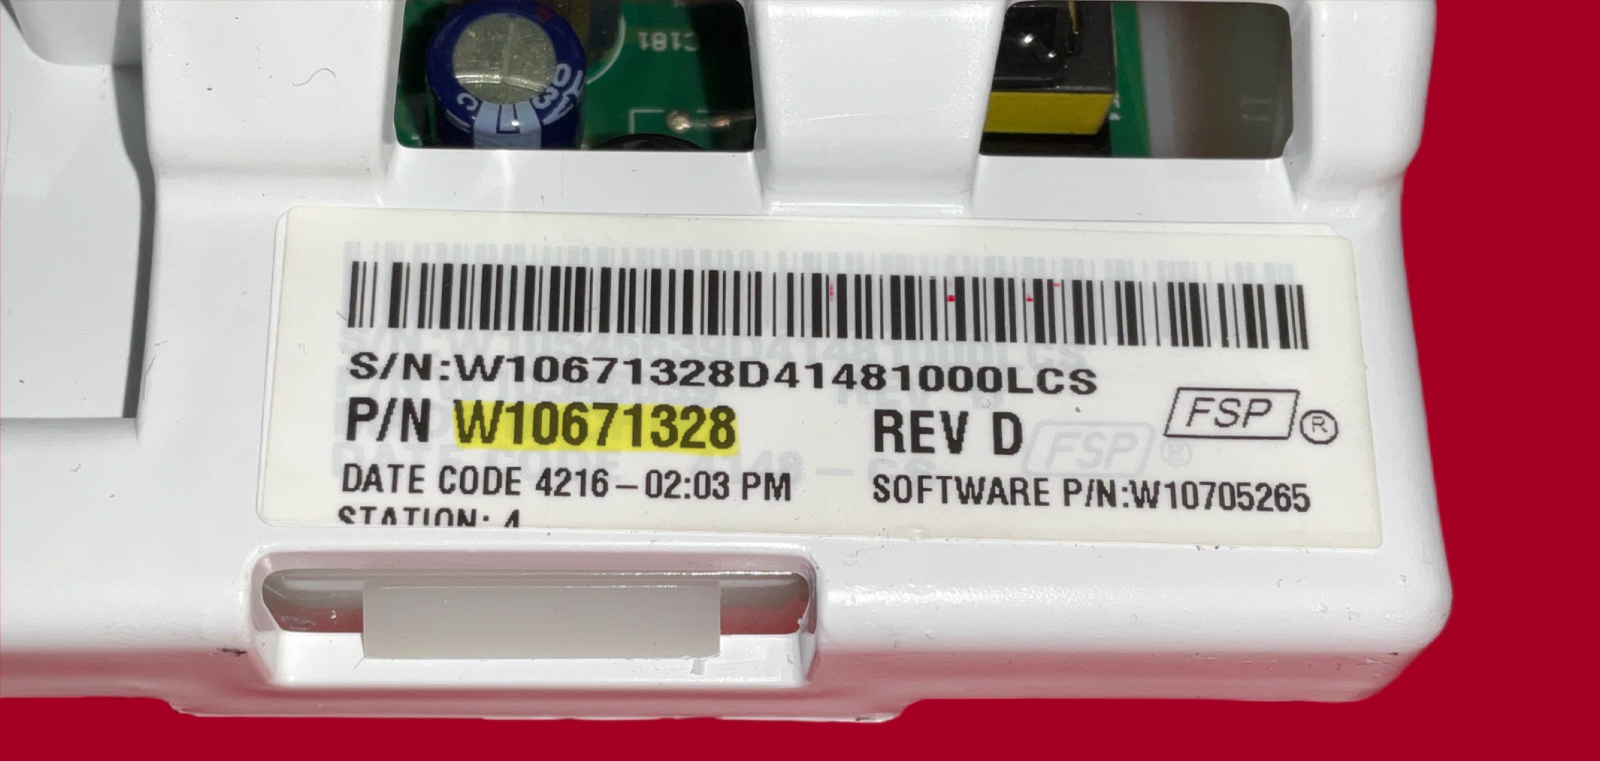 C181
S/N:W10671328D41481000LCS
P/N W10671328 REV D FSP ®
DATE CODE 4216-02:03 PM SOFTWARE P/N:W10705265
STATION: 4